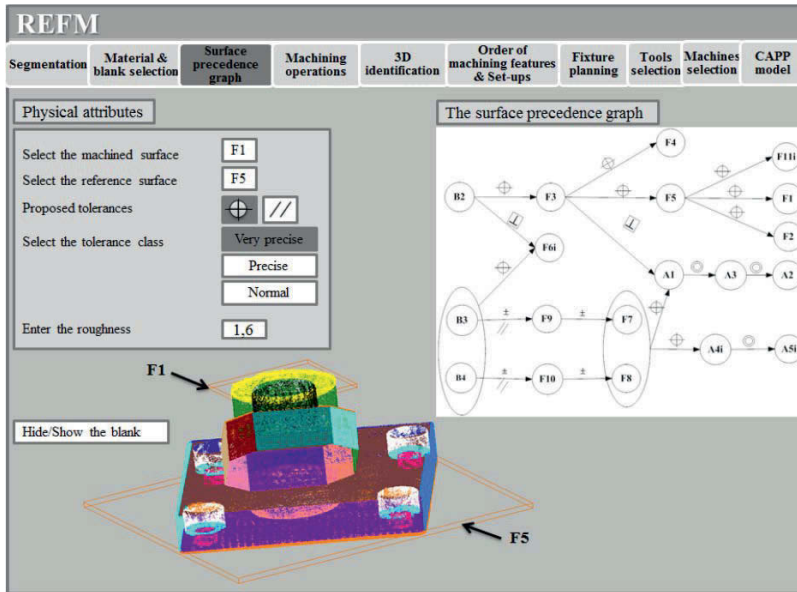 REFM
Segmentation
Material &
blank selection
Surface
precedence
graph
Machining
operations
3D
identification
Order of
machining features
& Set-ups
Fixture
planning
Tools
selection
Machines
selection
CAPP
model
Physical attributes
Select the machined surface
F1
Select the reference surface
F5
Proposed tolerances
//
Select the tolerance class
Very precise
Precise
Normal
Enter the roughness
1,6
F1
Hide/Show the blank
F5
The surface precedence graph
F4
F11i
B2
F3
F5
F1
F2
F6i
A1
A3
A2
B3
±
//
F9
±
F7
A4i
A5i
B4
±
//
F10
±
F8